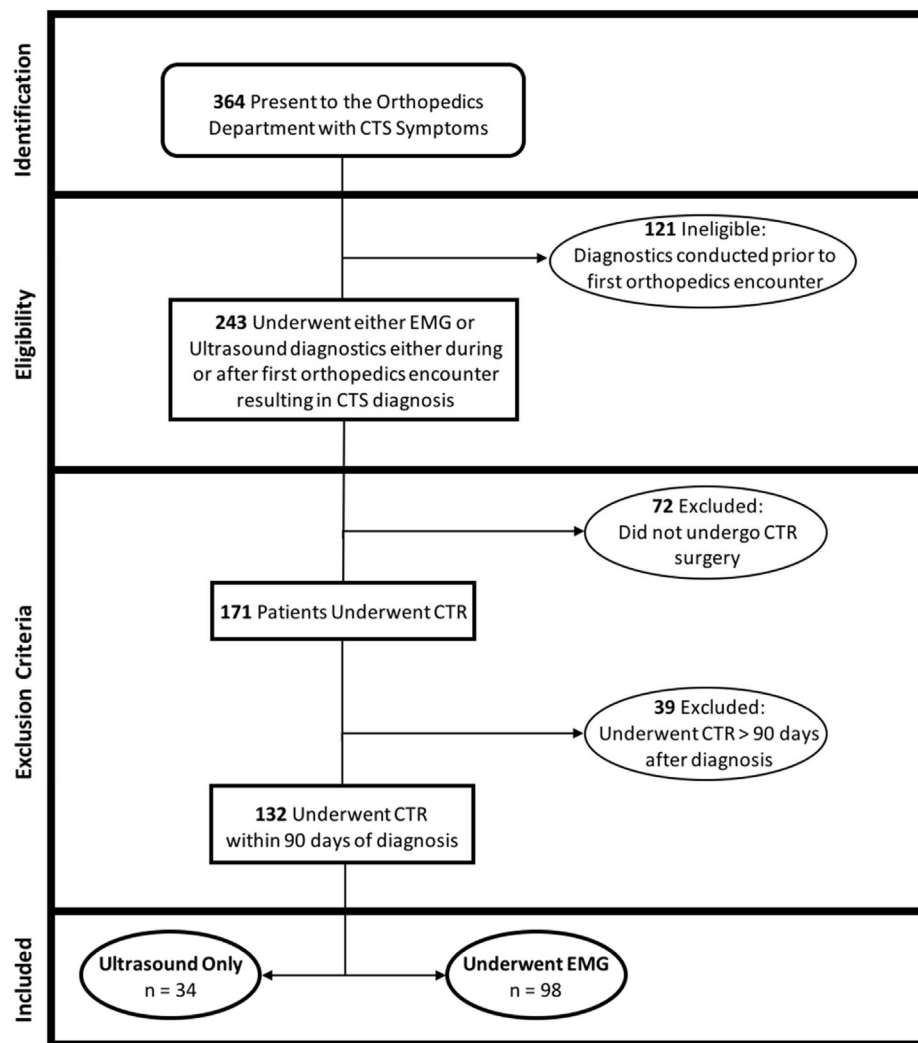 Identification
364 Present to the Orthopedics
Department with CTS Symptoms
Eligibility
121 Ineligible:
Diagnostics conducted prior to
first orthopedics encounter
243 Underwent either EMG or
Ultrasound diagnostics either during
or after first orthopedics encounter
resulting in CTS diagnosis
Exclusion Criteria
72 Excluded:
Did not undergo CTR
surgery
171 Patients Underwent CTR
39 Excluded:
Underwent CTR > 90 days
after diagnosis
132 Underwent CTR
within 90 days of diagnosis
Included
Ultrasound Only
n = 34
Underwent EMG
n = 98